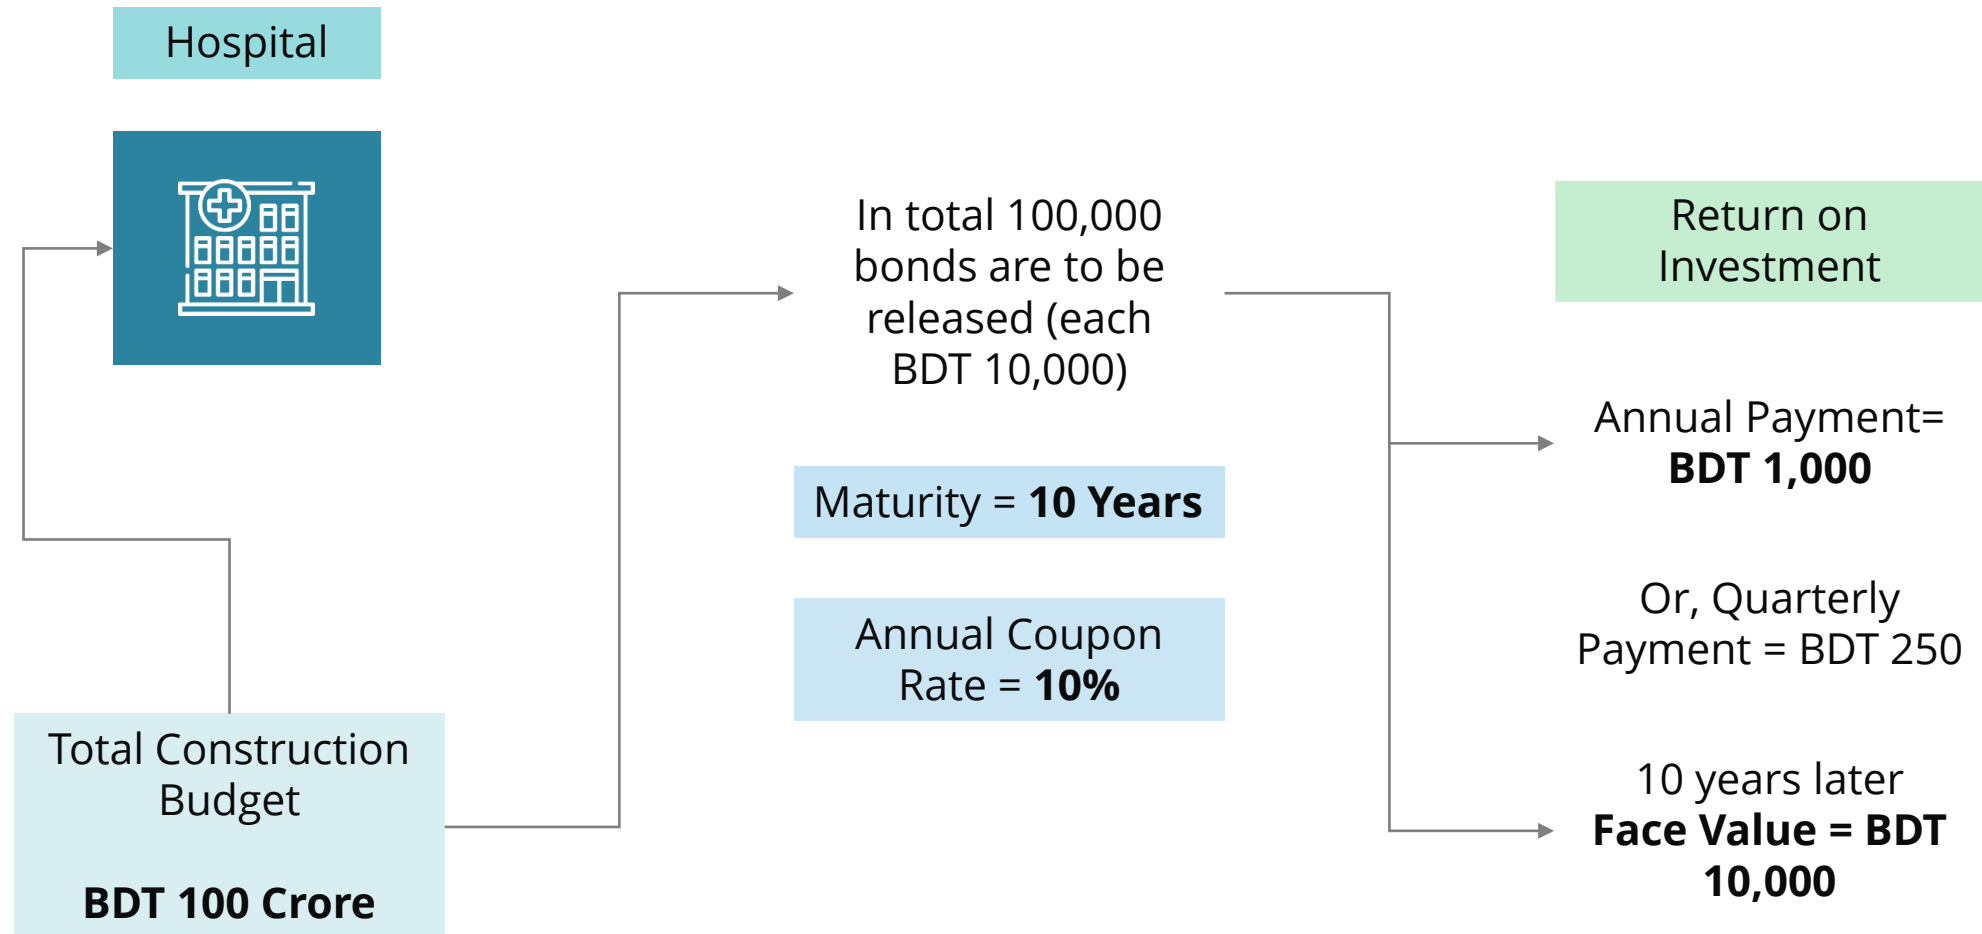 Hospital
Total Construction
Budget
BDT 100 Crore
In total 100,000
bonds are to be
released (each
BDT 10,000)
Maturity = 10 Years
Annual Coupon
Rate = 10%
Return on
Investment
Annual Payment=
BDT 1,000
Or, Quarterly
Payment = BDT 250
10 years later
Face Value = BDT
10,000